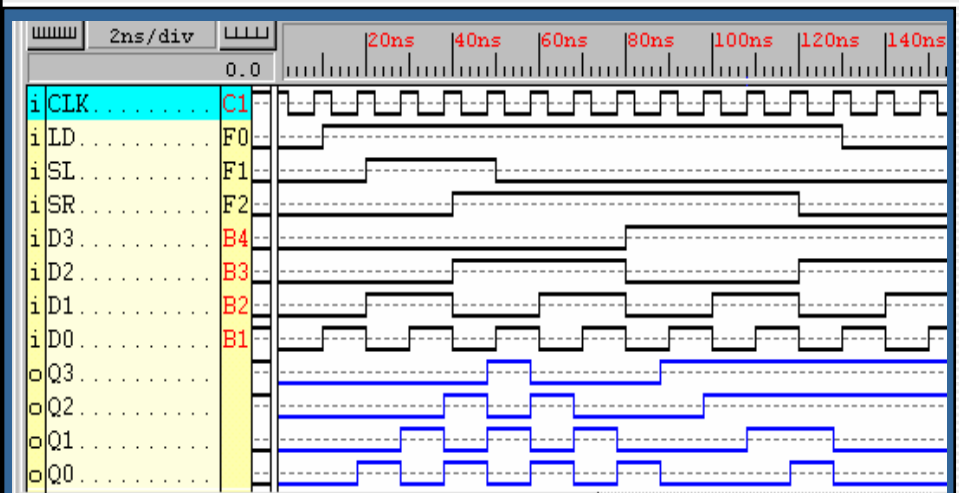 2ns/div
20ns 40ns 60ns 80ns 100ns 120ns 140ns
0.0
i CLK......... C1
i LD.......... F0
i SL.......... F1
i SR.......... F2
i D3.......... B4
i D2.......... B3
i D1.......... B2
i D0.......... B1
o Q3..........
o Q2..........
o Q1..........
o Q0..........